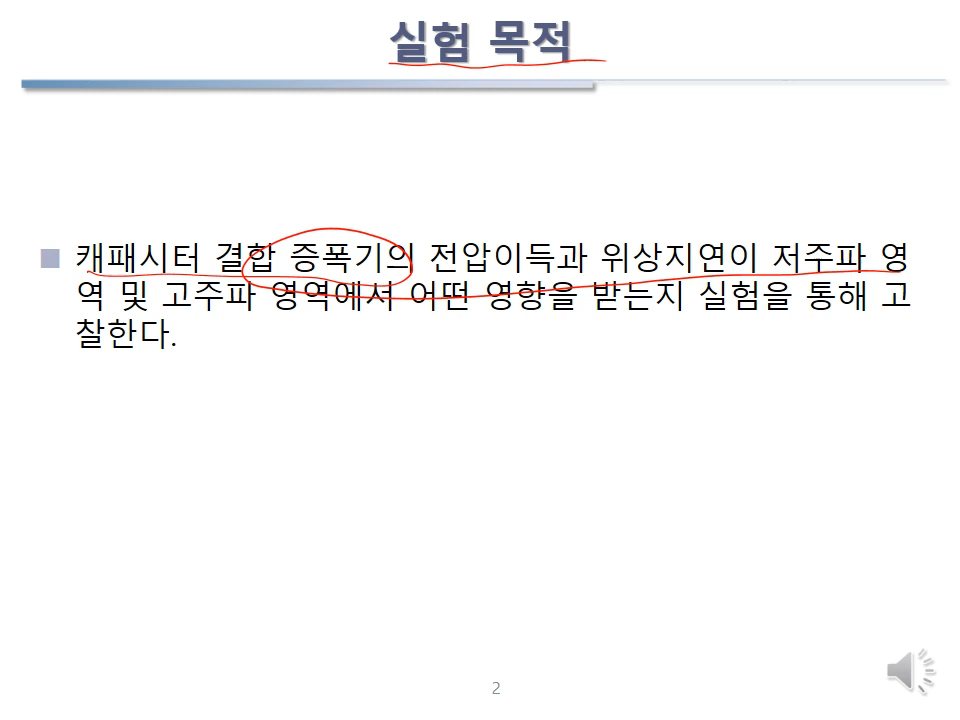 실험 목적
캐패시터 결합 증폭기의 전압이득과 위상지연이 저주파 영
역 및 고주파 영역에서 어떤 영향을 받는지 실험을 통해 고
찰한다.
2